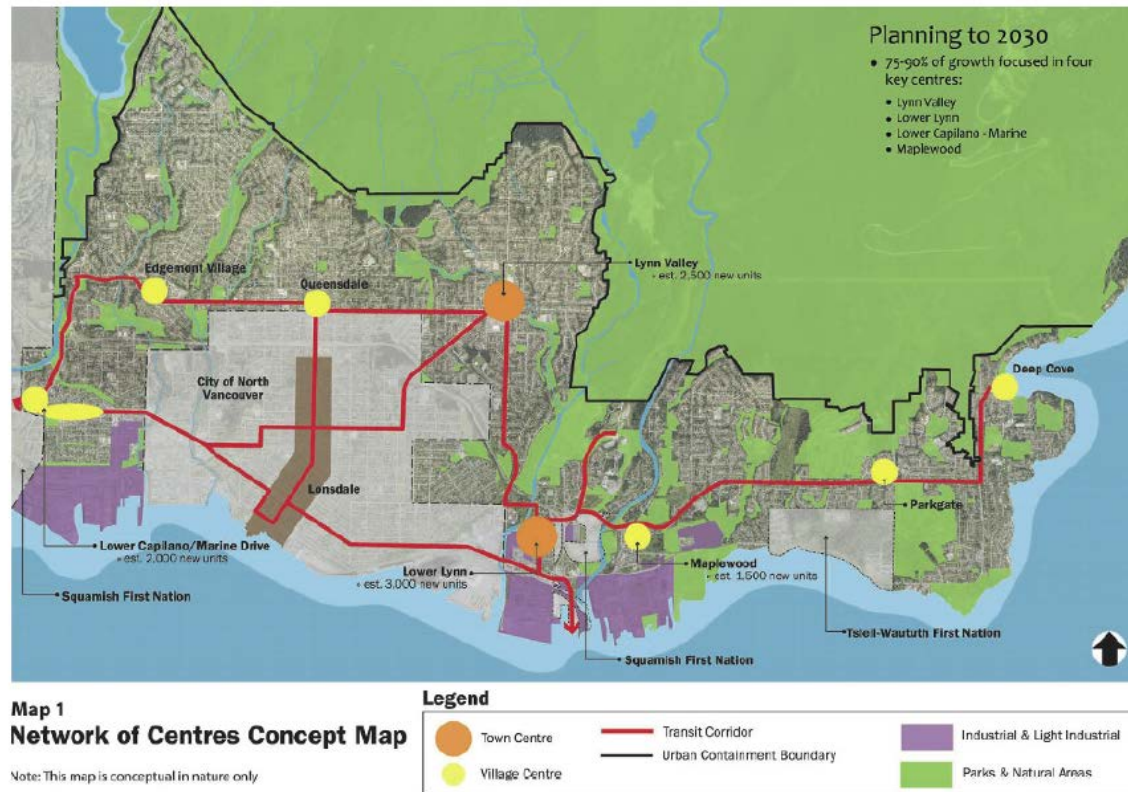 Planning to 2030
• 75-90% of growth focused in four
key centres:
• Lynn Valley
• Lower Lynn
• Lower Capilano - Marine
• Maplewood
Lynn Valley
• est. 2,500 new units
Edgemont Village
Queensdale
Deep Cove
City of North
Vancouver
Lonsdale
Parkgate
Lower Capilano/Marine Drive
• est. 2,000 new units
Lower Lynn
• est. 3,000 new units
Maplewood
• est. 1,500 new units
Squamish First Nation
Tsleil-Waututh First Nation
Squamish First Nation
Map 1
Network of Centres Concept Map
Note: This map is conceptual in nature only
Legend
Town Centre
Village Centre
Transit Corridor
Urban Containment Boundary
Industrial & Light Industrial
Parks & Natural Areas